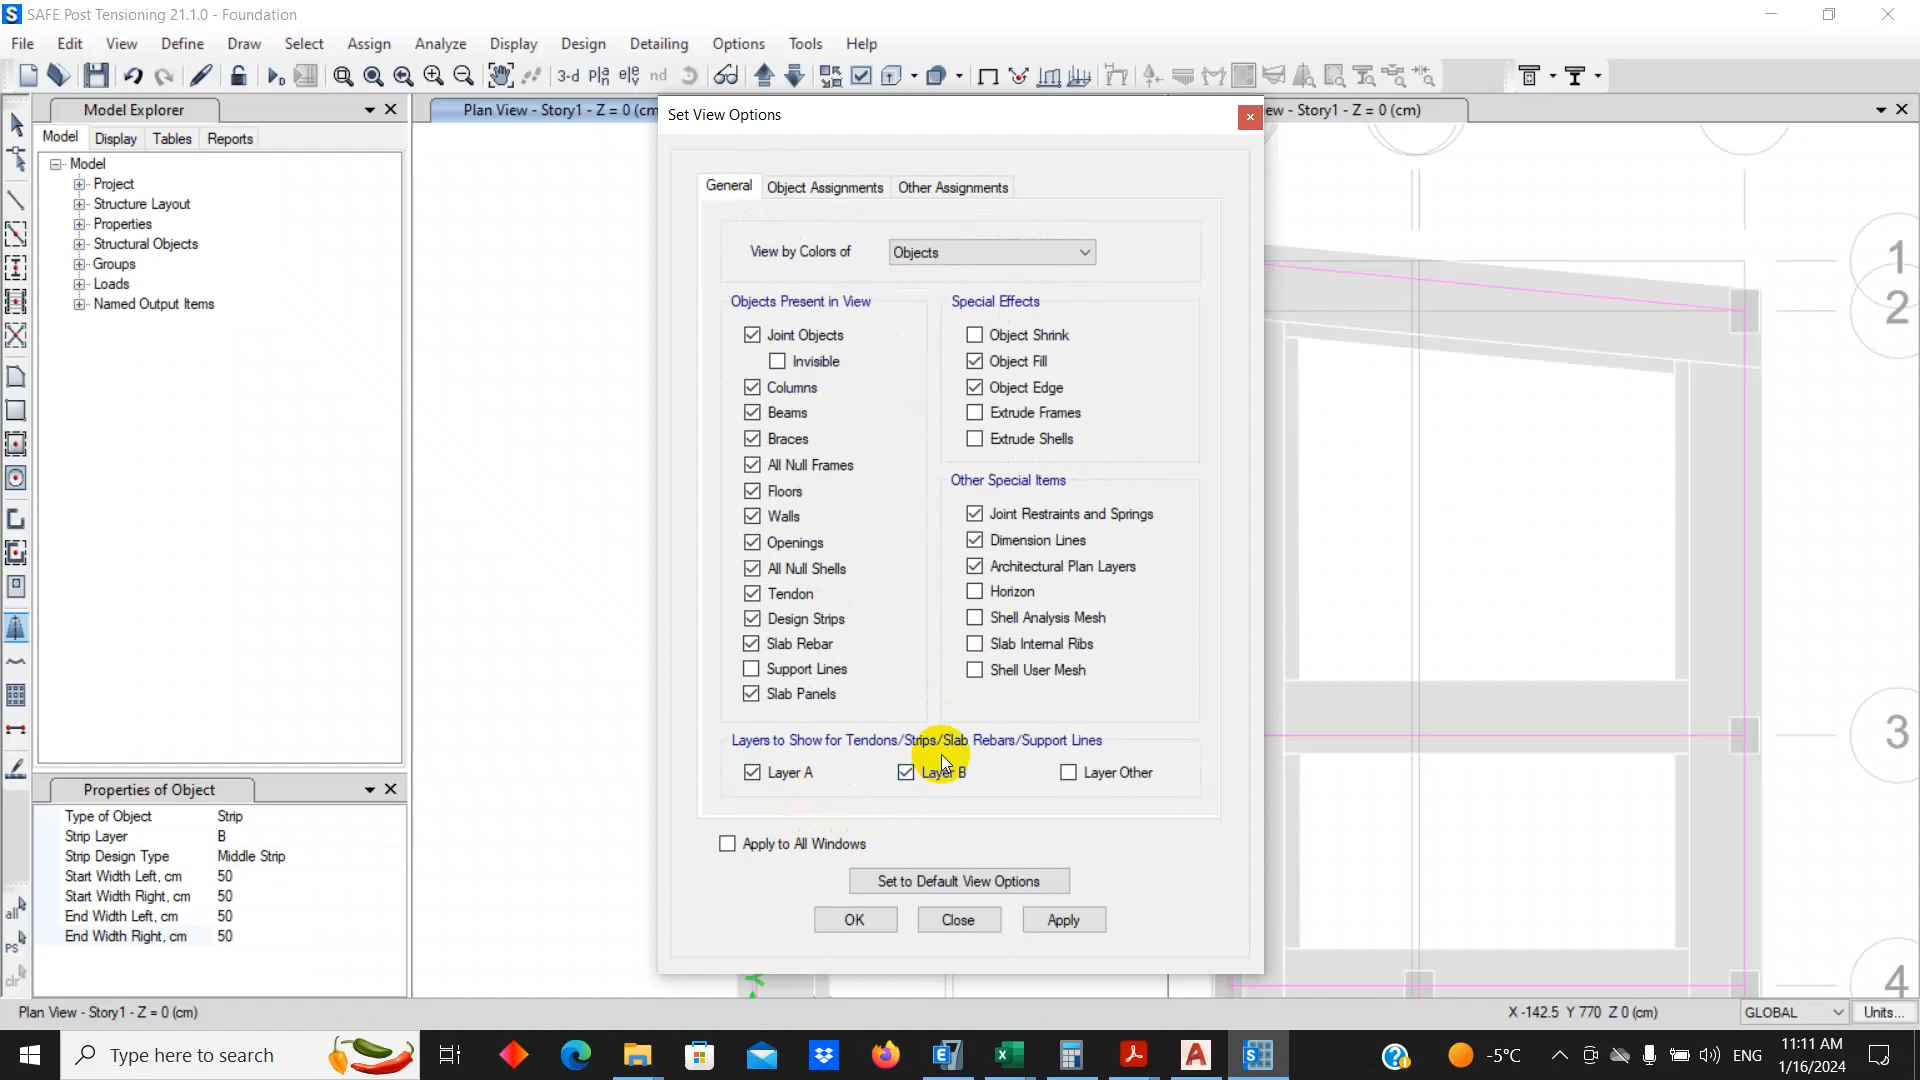 SAFE Post Tensioning 21.1.0 - Foundation
File Edit View Define Draw Select Assign Analyze Display Design Detailing Options Tools Help
3-d Pla ele nd
Model Explorer
Model Display Tables Reports
Model
Project
Structure Layout
Properties
Structural Objects
Groups
Loads
Named Output Items
Plan View - Story1 - Z = 0 (cm
ew - Story1 - Z = 0 (cm)
Set View Options
General Object Assignments Other Assignments
View by Colors of Objects
Objects Present in View
Joint Objects
Invisible
Columns
Beams
Braces
All Null Frames
Floors
Walls
Openings
All Null Shells
Tendon
Design Strips
Slab Rebar
Support Lines
Slab Panels
Special Effects
Object Shrink
Object Fill
Object Edge
Extrude Frames
Extrude Shells
Other Special Items
Joint Restraints and Springs
Dimension Lines
Architectural Plan Layers
Horizon
Shell Analysis Mesh
Slab Internal Ribs
Shell User Mesh
Layers to Show for Tendons/Strips/Slab Rebars/Support Lines
Layer A Layer B Layer Other
Apply to All Windows
Set to Default View Options
OK Close Apply
1
2
3
4
Properties of Object
Type of Object Strip
Strip Layer B
Strip Design Type Middle Strip
Start Width Left, cm 50
Start Width Right, cm 50
End Width Left, cm 50
End Width Right, cm 50
all
PS
clr
Plan View - Story1 - Z = 0 (cm)
X -142.5 Y 770 Z 0 (cm)
GLOBAL
Units...
Type here to search
-5°C
ENG
11:11 AM
1/16/2024